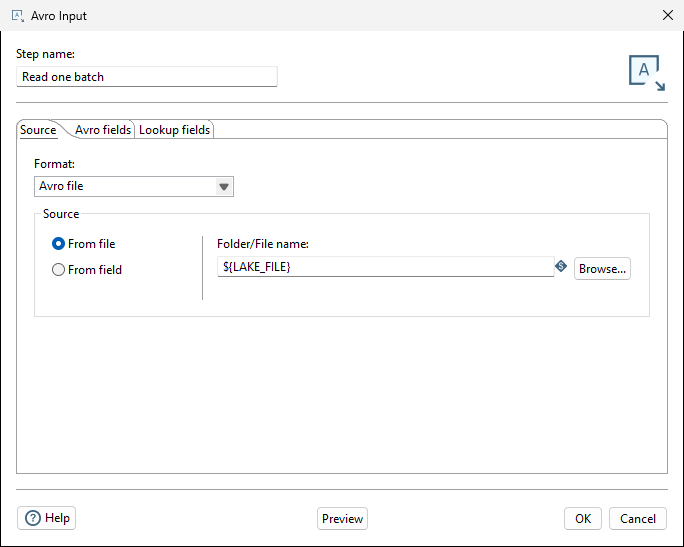 Avro Input
Step name:
Read one batch
A
Source
Avro fields
Lookup fields
Format:
Avro file
Source
From file
From field
Folder/File name:
${LAKE_FILE}
S
Browse...
? Help
Preview
OK
Cancel